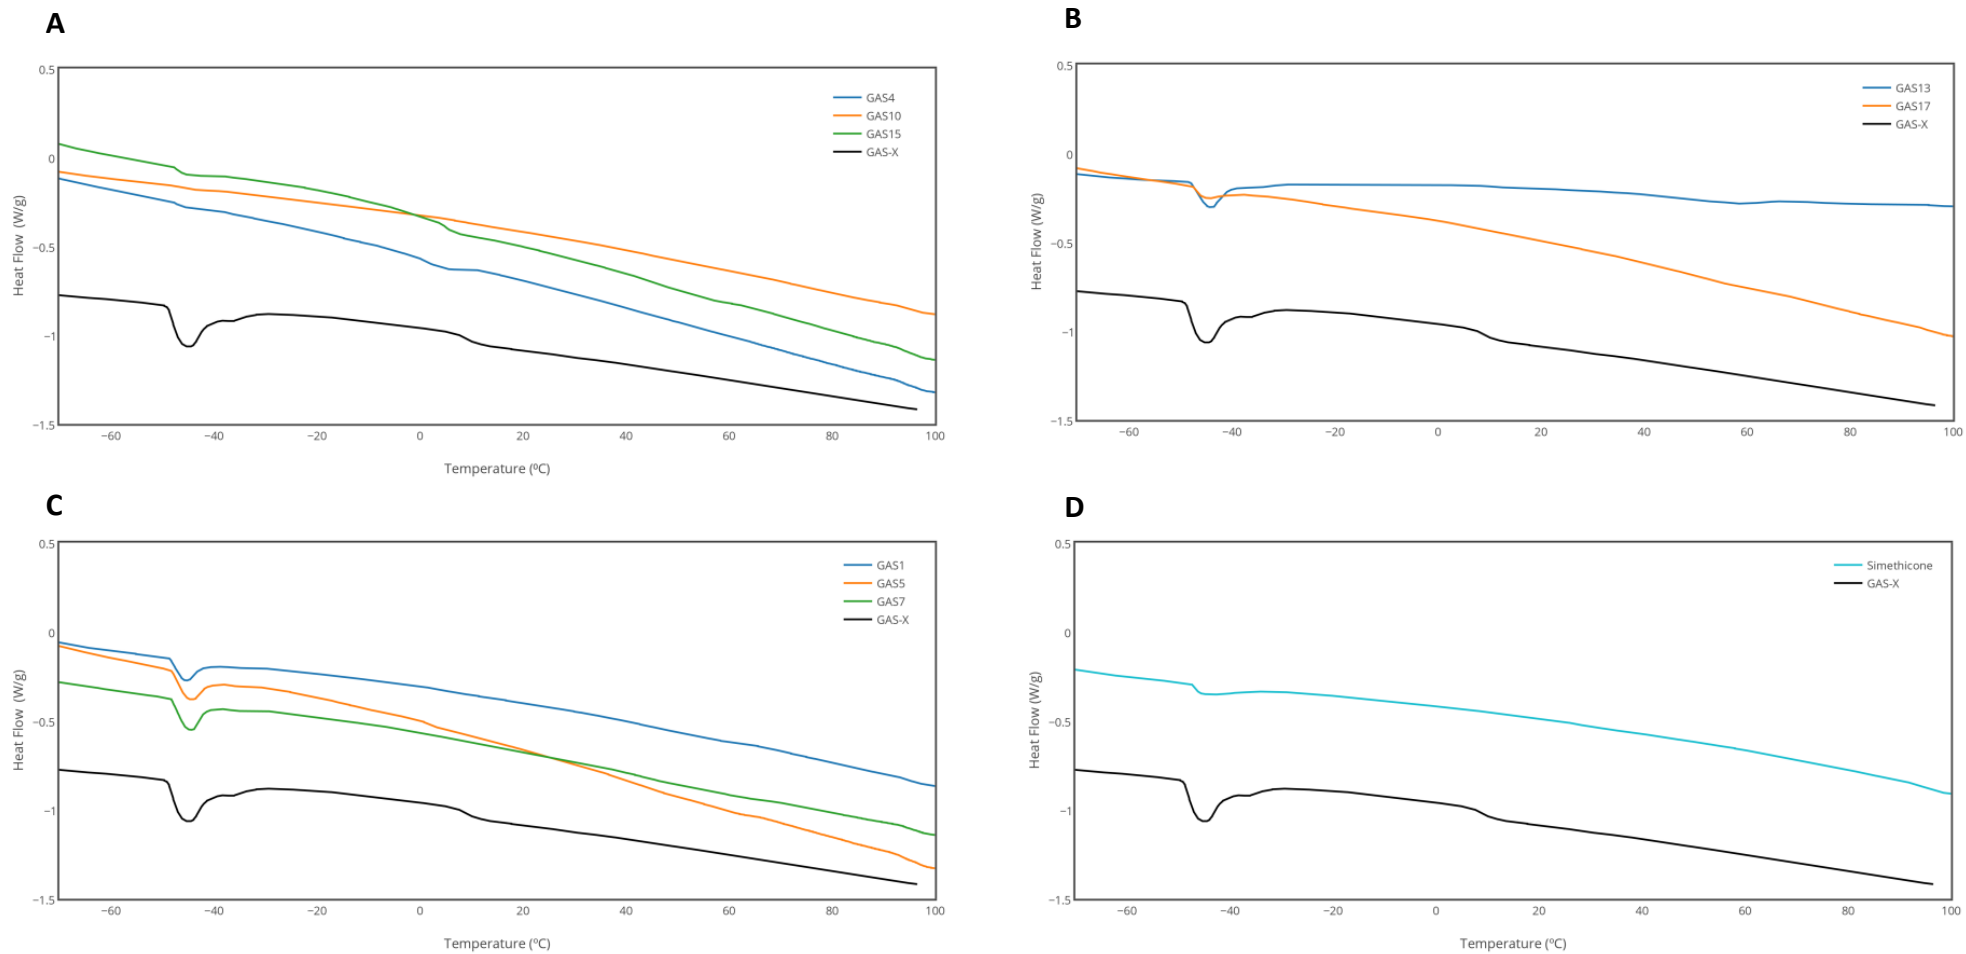 A
0.5
0
−0.5
−1
−1.5
Heat Flow (W/g)
GAS4
GAS10
GAS15
GAS-X
−60 −40 −20 0 20 40 60 80 100
Temperature (ºC)
B
0.5
0
−0.5
−1
−1.5
Heat Flow (W/g)
GAS13
GAS17
GAS-X
−60 −40 −20 0 20 40 60 80 100
C
0.5
0
−0.5
−1
−1.5
Heat Flow (W/g)
GAS1
GAS5
GAS7
GAS-X
−60 −40 −20 0 20 40 60 80 100
Temperature (ºC)
D
0.5
0
−0.5
−1
−1.5
Heat Flow (W/g)
Simethicone
GAS-X
−60 −40 −20 0 20 40 60 80 100
Temperature (ºC)